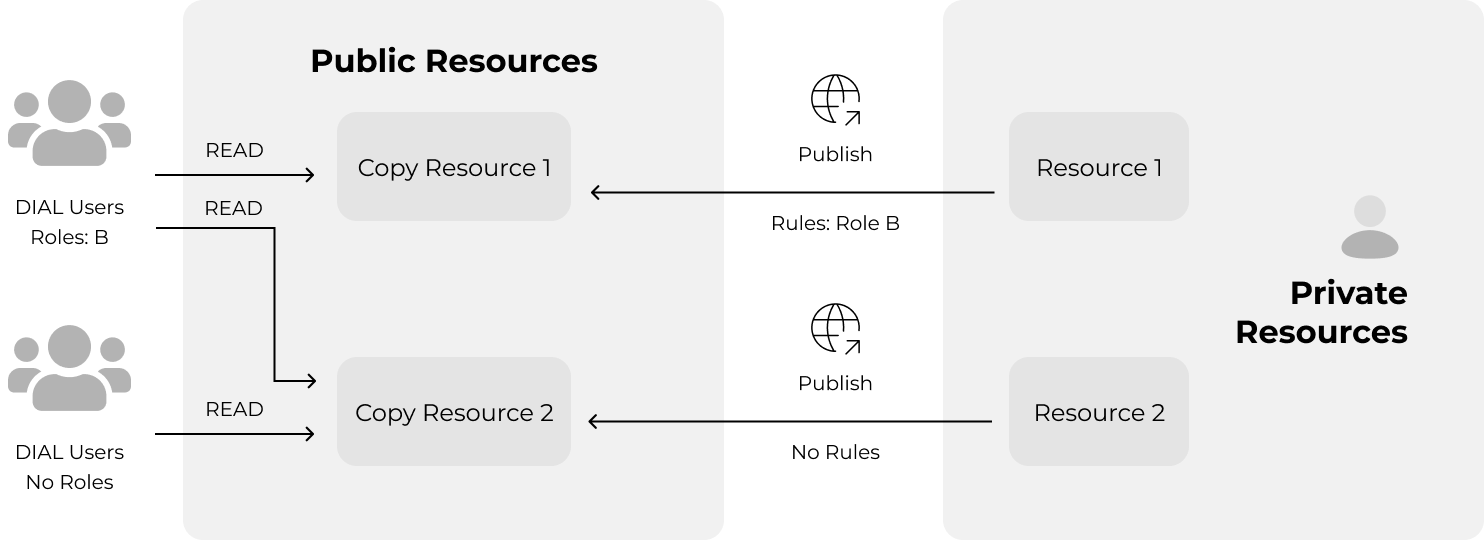 Public Resources
READ
Copy Resource 1
Publish
Resource 1
DIAL Users
Roles: B
READ
Rules: Role B
Private
Resources
READ
Copy Resource 2
Publish
Resource 2
DIAL Users
No Roles
No Rules